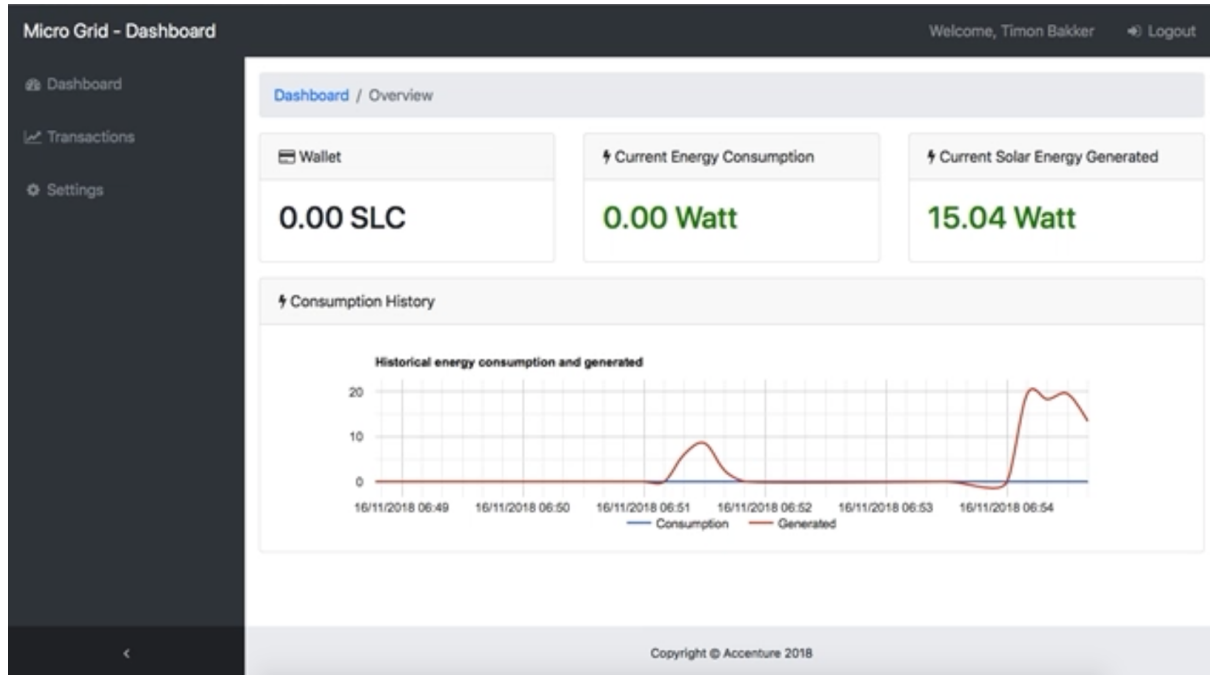 Micro Grid - Dashboard
Welcome, Timon Bakker
Logout
Dashboard
Transactions
Settings
Dashboard / Overview
Wallet
0.00 SLC
Current Energy Consumption
0.00 Watt
Current Solar Energy Generated
15.04 Watt
Consumption History
Historical energy consumption and generated
20
10
0
16/11/2018 06:49 16/11/2018 06:50 16/11/2018 06:51 16/11/2018 06:52 16/11/2018 06:53 16/11/2018 06:54
Consumption Generated
Copyright © Accenture 2018